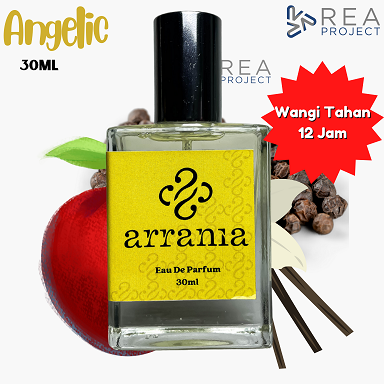 Angelic
30ML
REA
PROJECT
REA
PROJECT
Wangi Tahan
12 Jam
arrania
Eau De Parfum
30ml